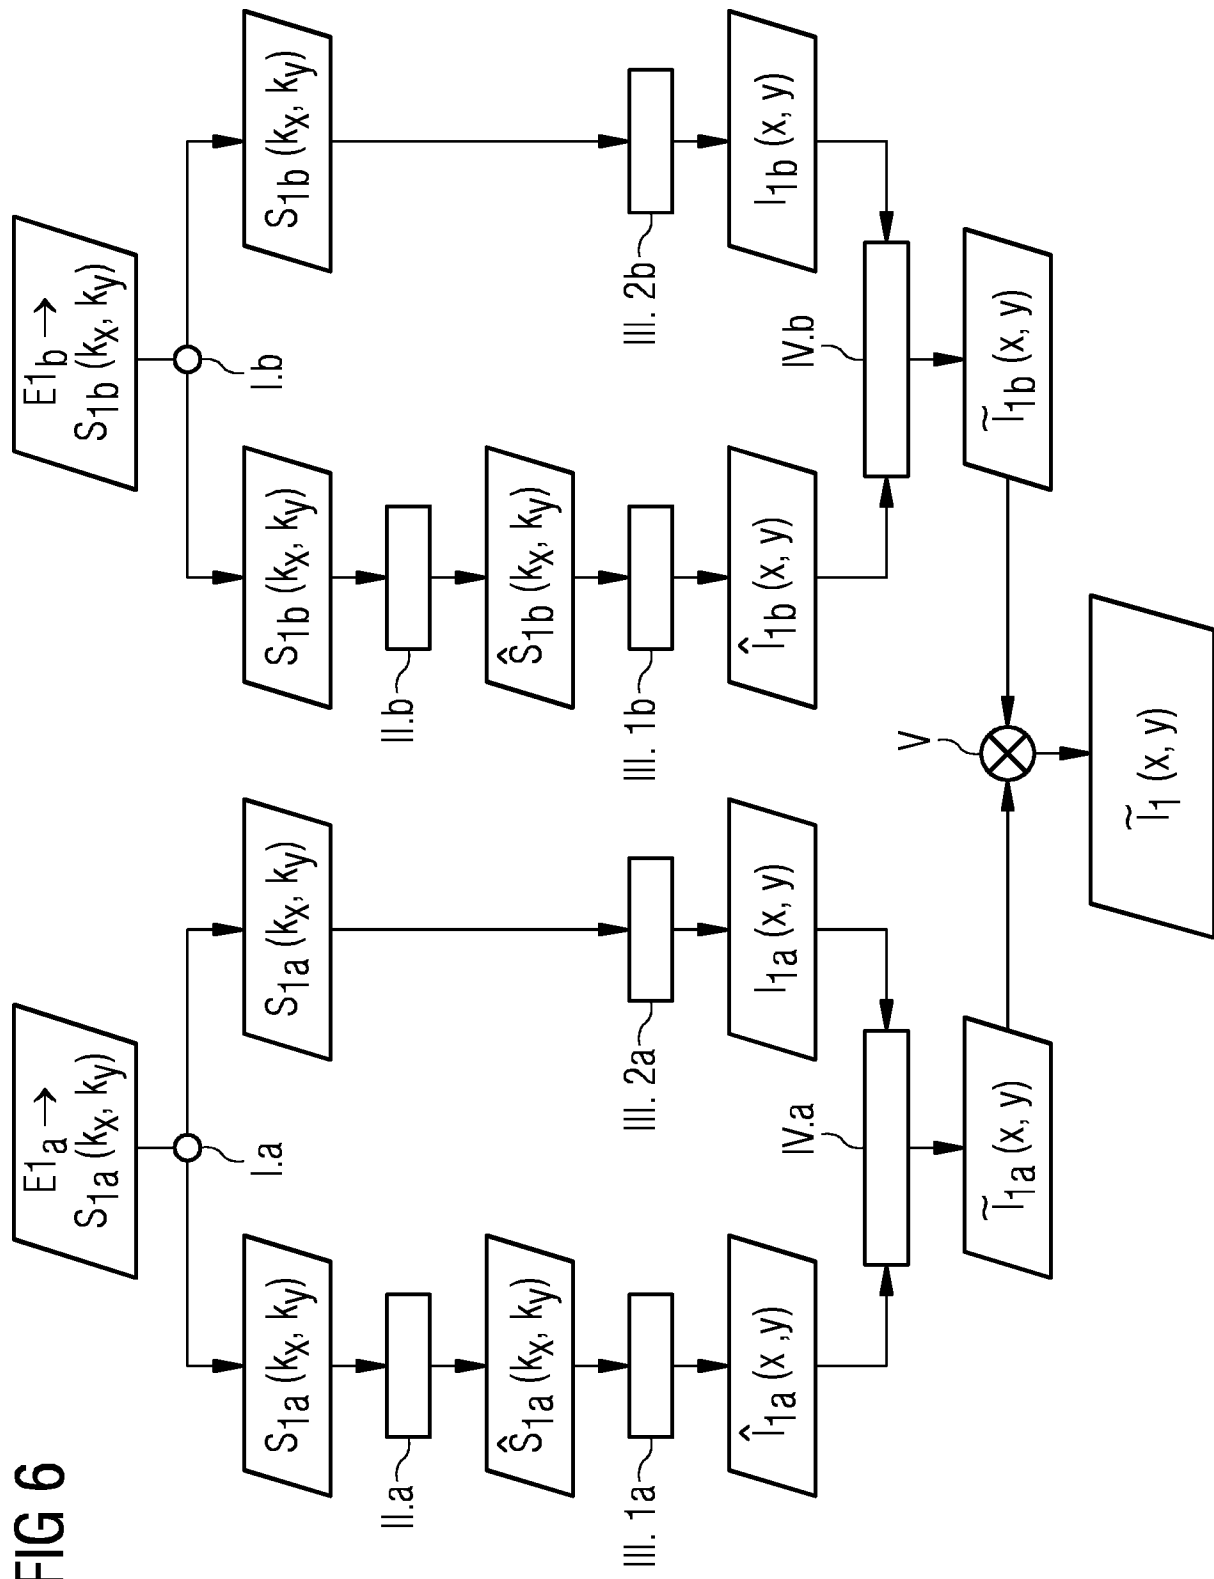 FIG 6
E1a →
S1a (kx, ky)
I.a
S1a (kx, ky)
S1a (kx, ky)
II.a
Ŝ1a (kx, ky)
III. 1a
III. 2a
Î1a (x ,y)
I1a (x, y)
IV.a
Ĩ1a (x, y)
E1b →
S1b (kx, ky)
I.b
S1b (kx, ky)
S1b (kx, ky)
II.b
Ŝ1b (kx, ky)
III. 1b
III. 2b
Î1b (x, y)
I1b (x, y)
IV.b
Ĩ1b (x, y)
V
Ĩ1 (x, y)